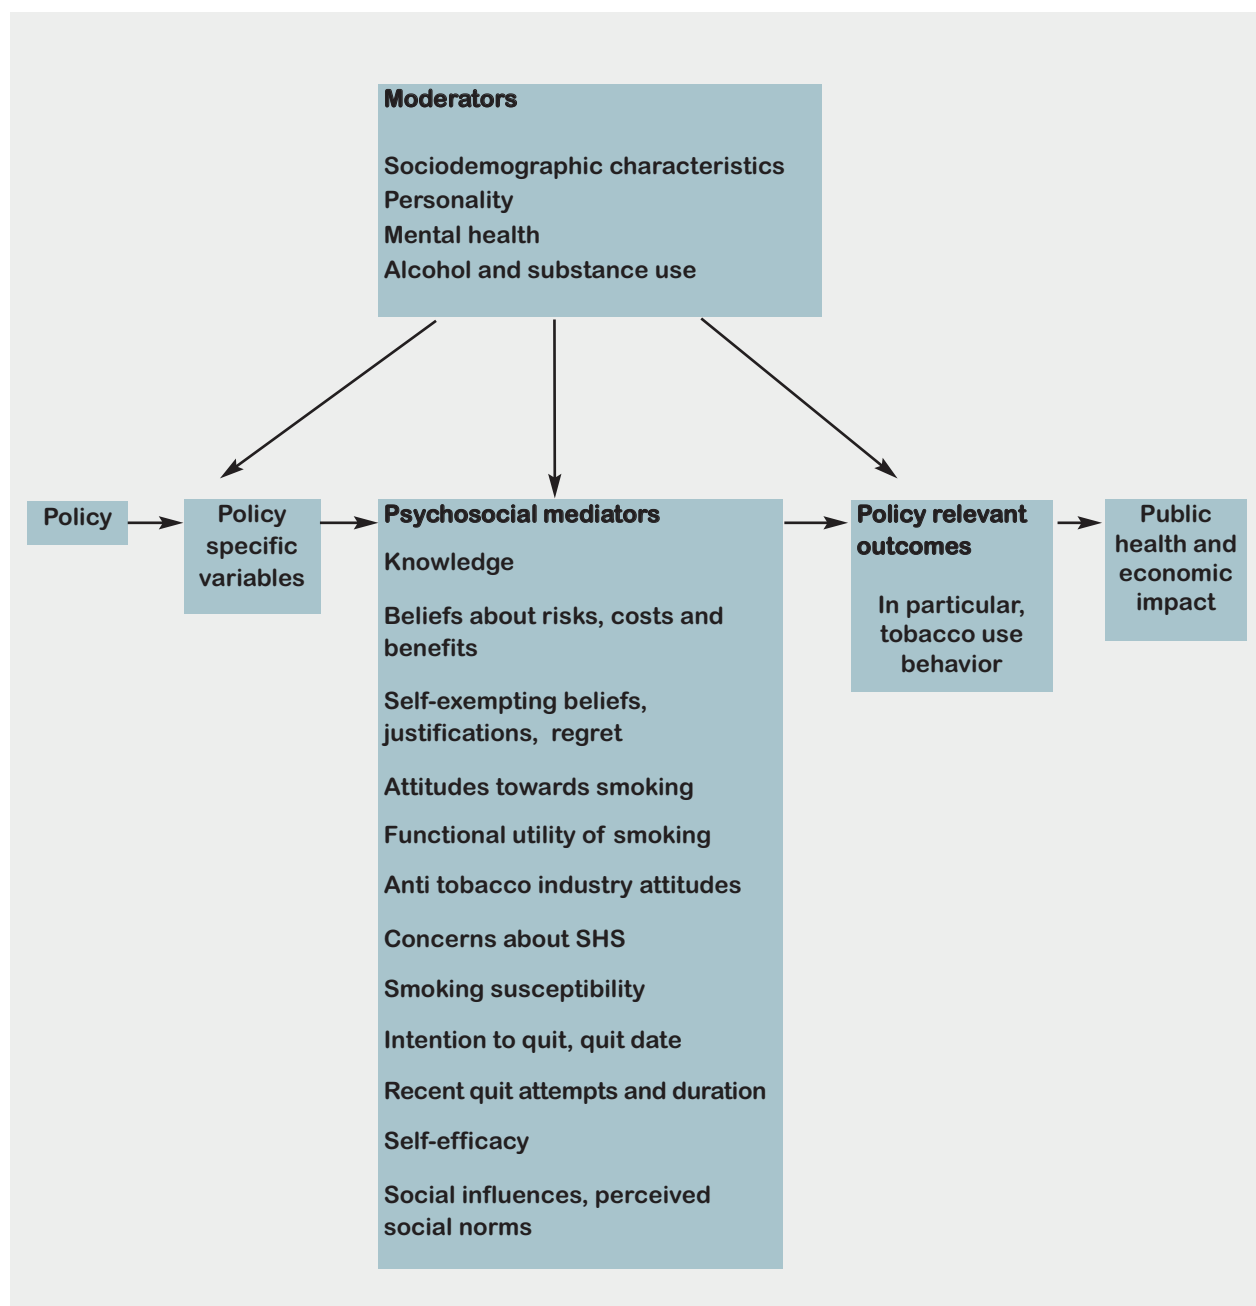 Moderators
Sociodemographic characteristics
Personality
Mental health
Alcohol and substance use
Policy
Policy
specific
variables
Psychosocial mediators
Knowledge
Beliefs about risks, costs and
benefits
Self-exempting beliefs,
justifications, regret
Attitudes towards smoking
Functional utility of smoking
Anti tobacco industry attitudes
Concerns about SHS
Smoking susceptibility
Intention to quit, quit date
Recent quit attempts and duration
Self-efficacy
Social influences, perceived
social norms
Policy relevant
outcomes
In particular,
tobacco use
behavior
Public
health and
economic
impact